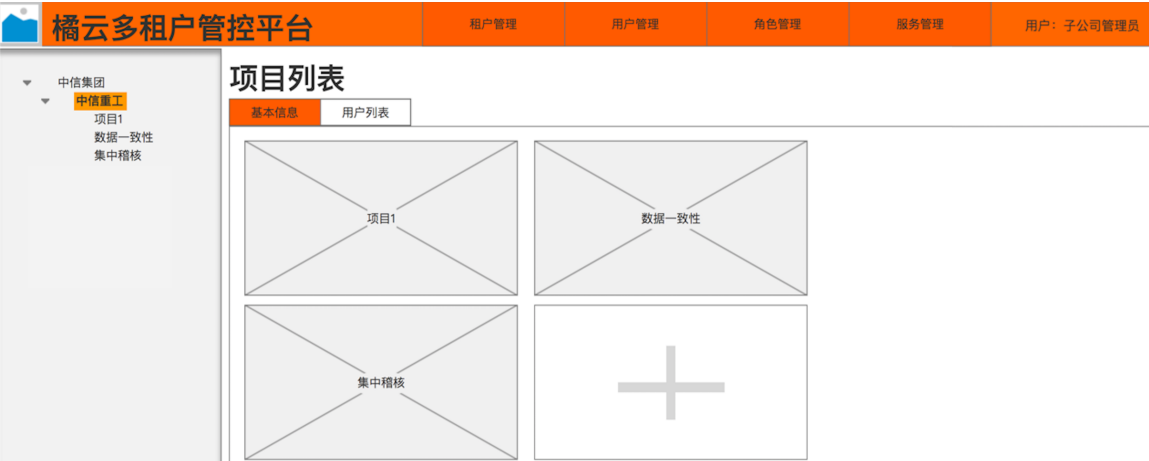 橘云多租户管控平台
租户管理
用户管理
角色管理
服务管理
用户：子公司管理员
中信集团
中信重工
项目1
数据一致性
集中稽核
项目列表
基本信息
用户列表
项目1
数据一致性
集中稽核